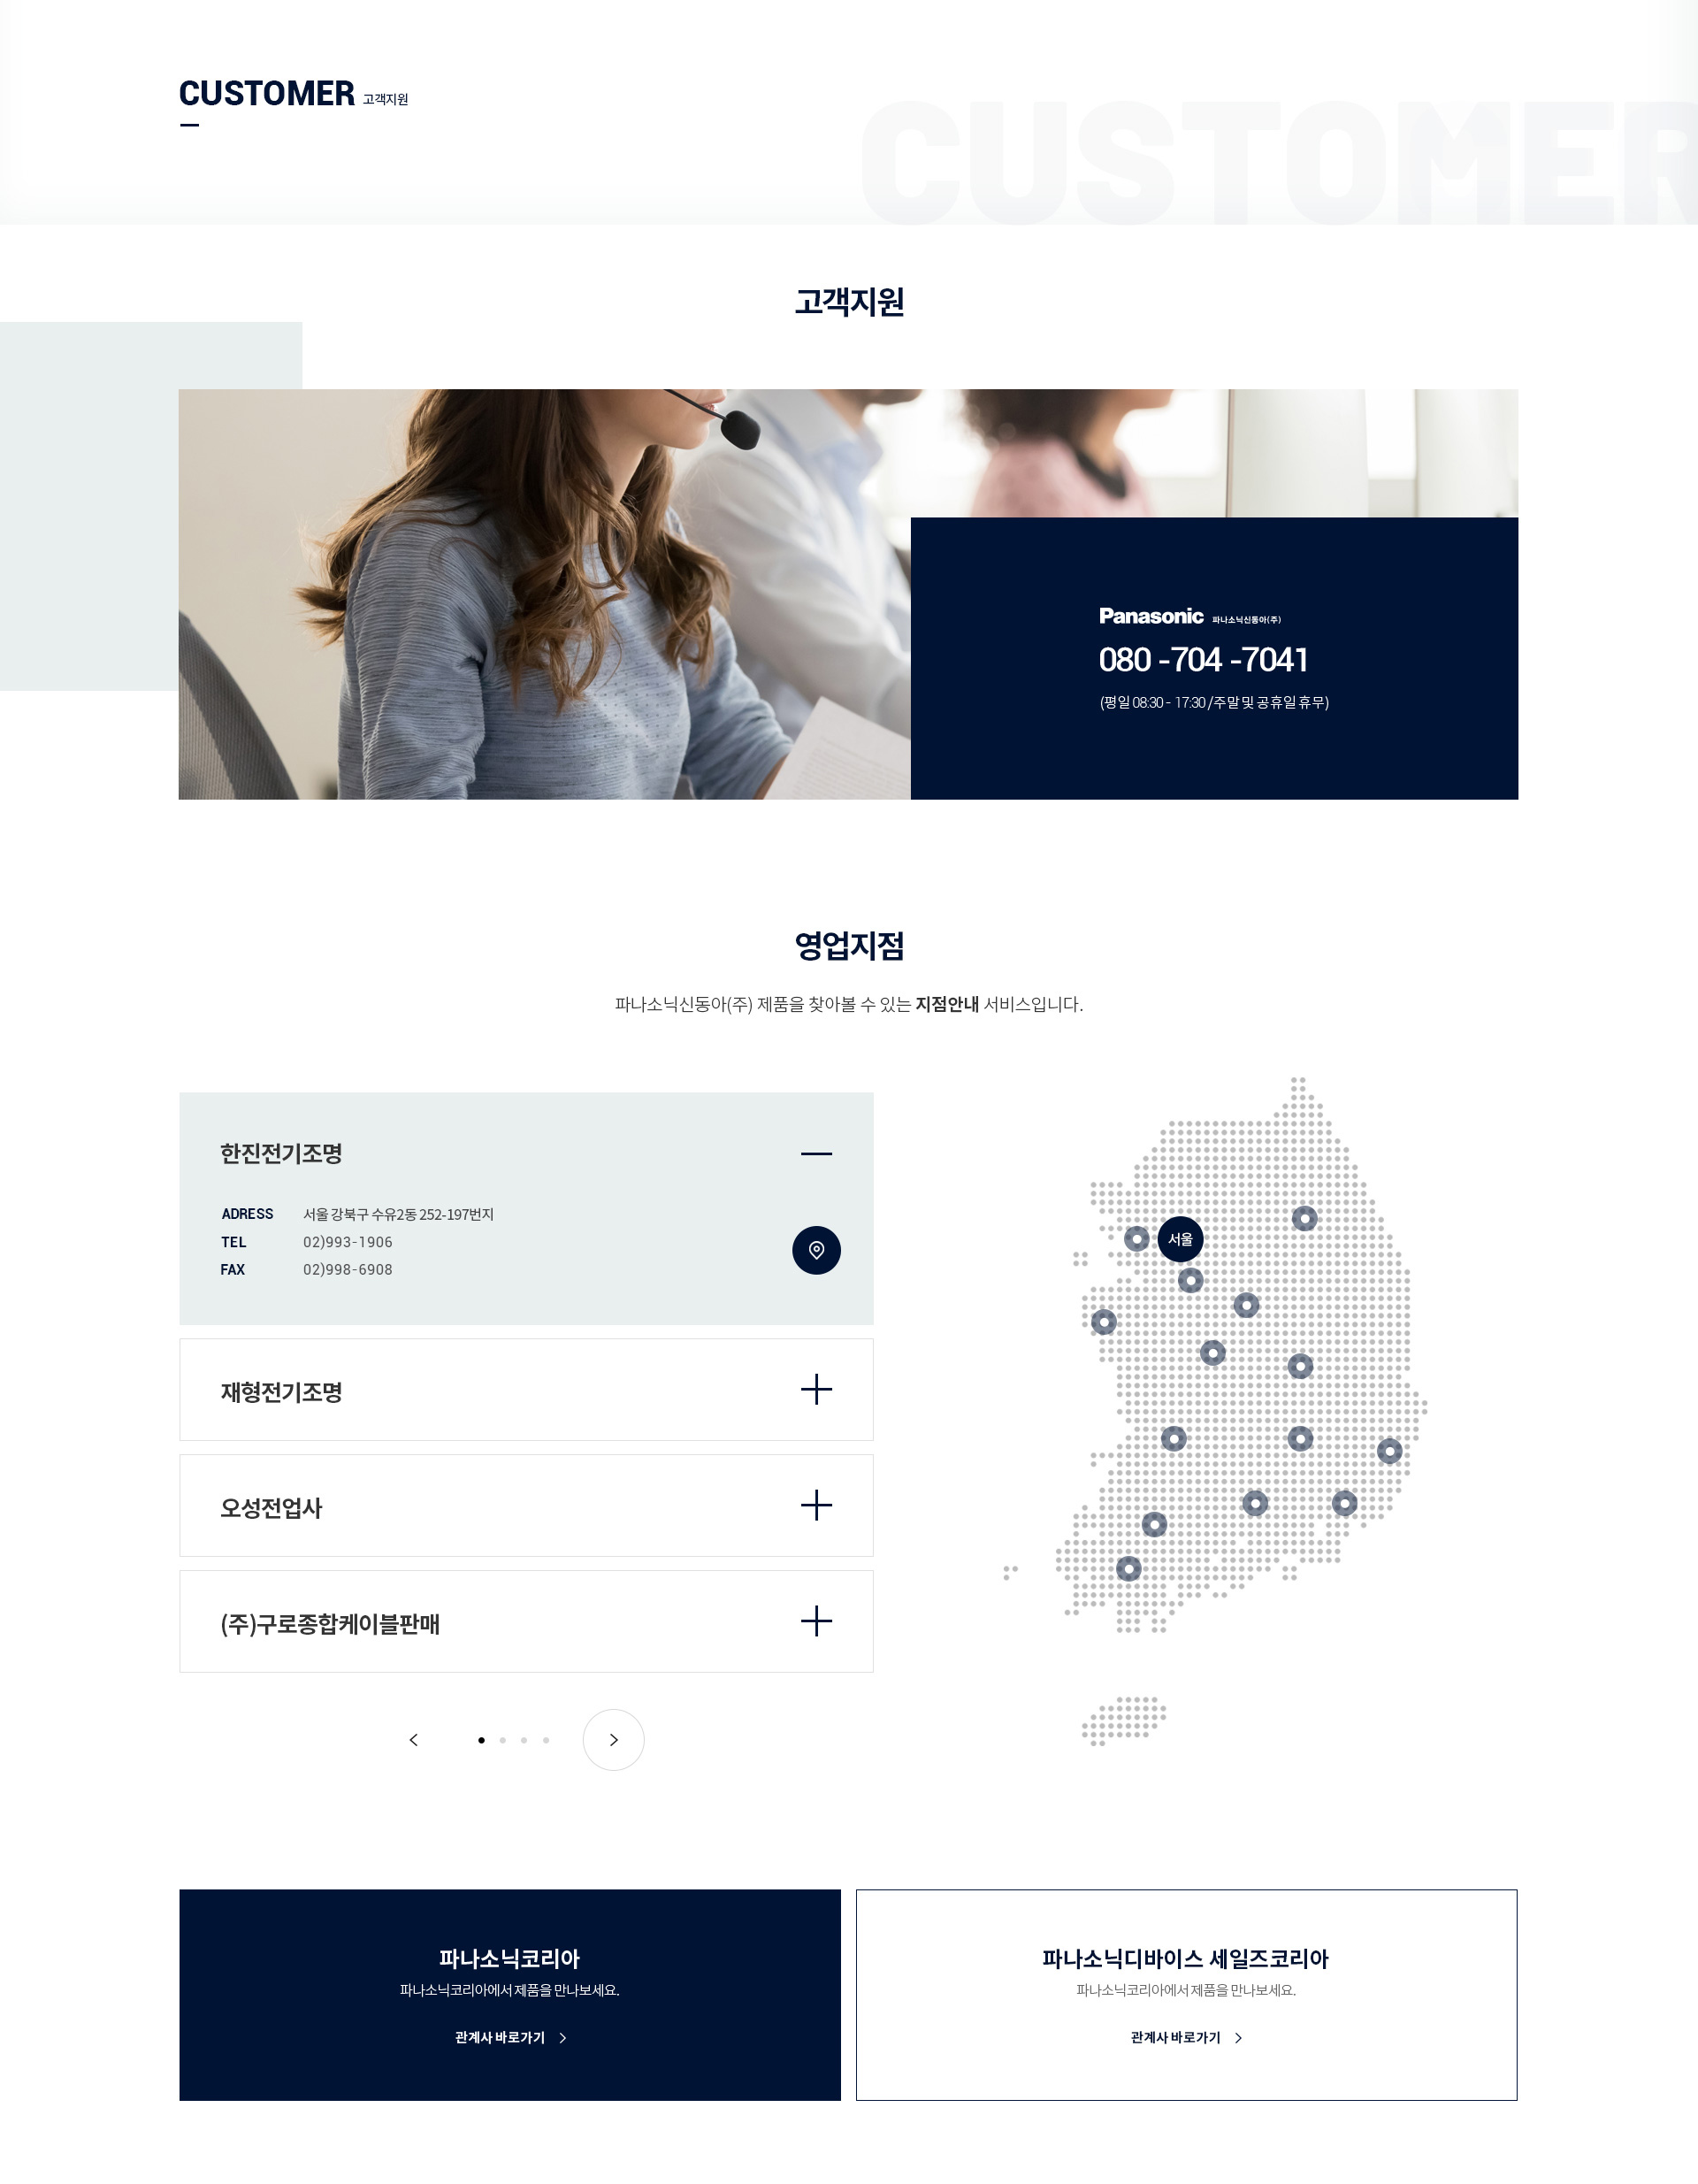 CUSTOMER 고객지원
CUSTOMER
고객지원
Panasonic 파나소닉신동아(주)
080 -704 -7041
(평일 08:30 - 17:30 /주말 및 공휴일 휴무)
영업지점
파나소닉신동아(주) 제품을 찾아볼 수 있는 지점안내 서비스입니다.
한진전기조명
ADRESS 서울 강북구 수유2동 252-197번지
TEL 02)993-1906
FAX 02)998-6908
재형전기조명
오성전업사
(주)구로종합케이블판매
서울
파나소닉코리아
파나소닉코리아에서 제품을 만나보세요.
관계사 바로가기
파나소닉디바이스 세일즈코리아
파나소닉코리아에서 제품을 만나보세요.
관계사 바로가기